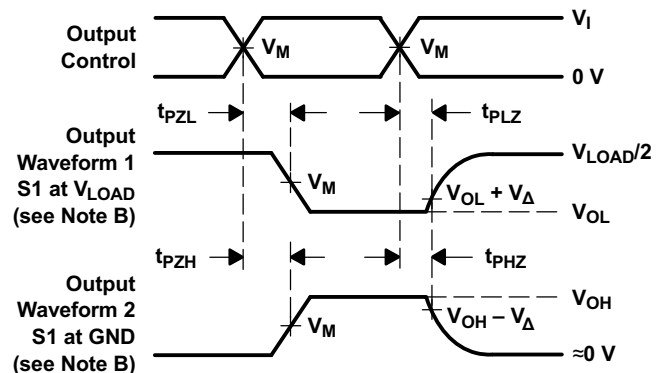 Output
Control
V_M
V_M
V_I
0 V
t_PZL
t_PLZ
Output
Waveform 1
S1 at V_LOAD
(see Note B)
V_M
V_LOAD/2
V_OL + V_Δ
V_OL
t_PZH
t_PHZ
Output
Waveform 2
S1 at GND
(see Note B)
V_M
V_OH
V_OH − V_Δ
≈0 V